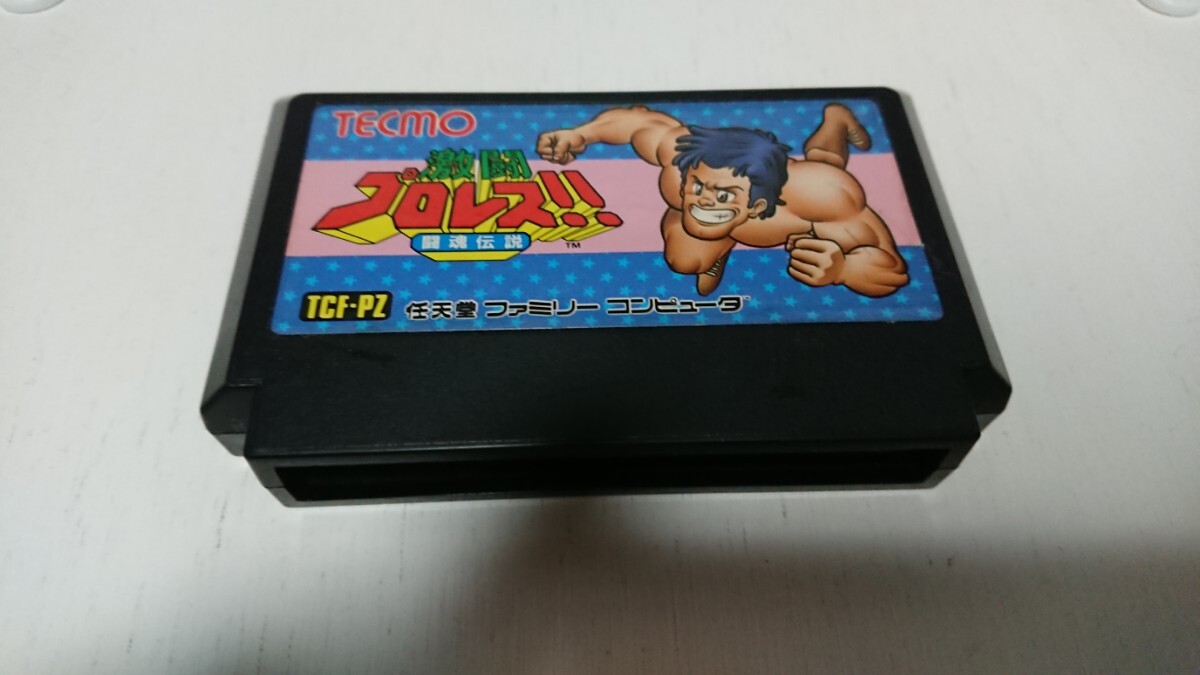 TECMO
激闘
プロレス!!
闘魂伝説
TM
TCF-PZ
任天堂 ファミリー コンピュータ